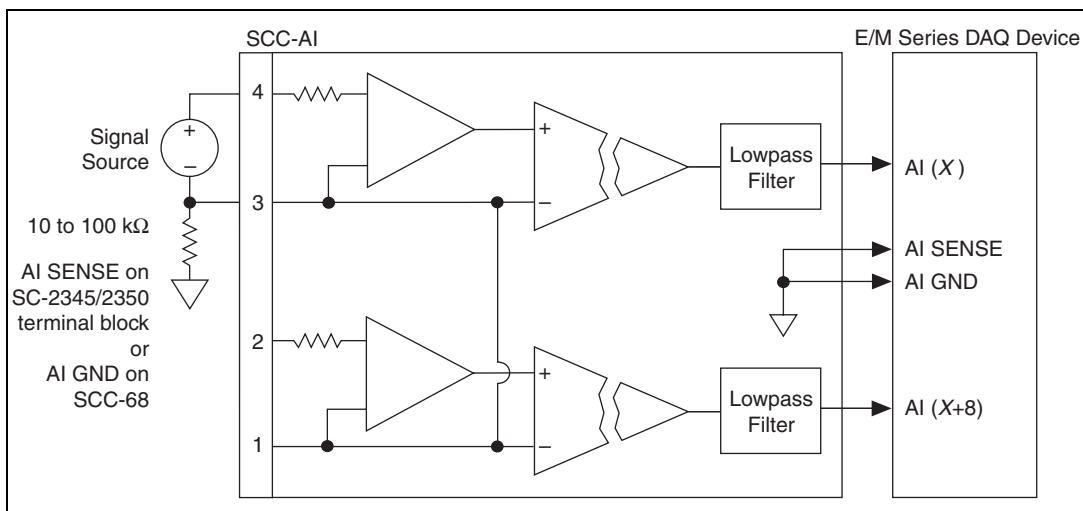 SCC-AI
E/M Series DAQ Device
4
Signal
Source
+
–
3
10 to 100 kΩ
AI SENSE on
SC-2345/2350
terminal block
or
AI GND on
SCC-68
2
1
+
–
Lowpass
Filter
AI (X)
AI SENSE
AI GND
+
–
Lowpass
Filter
AI (X+8)